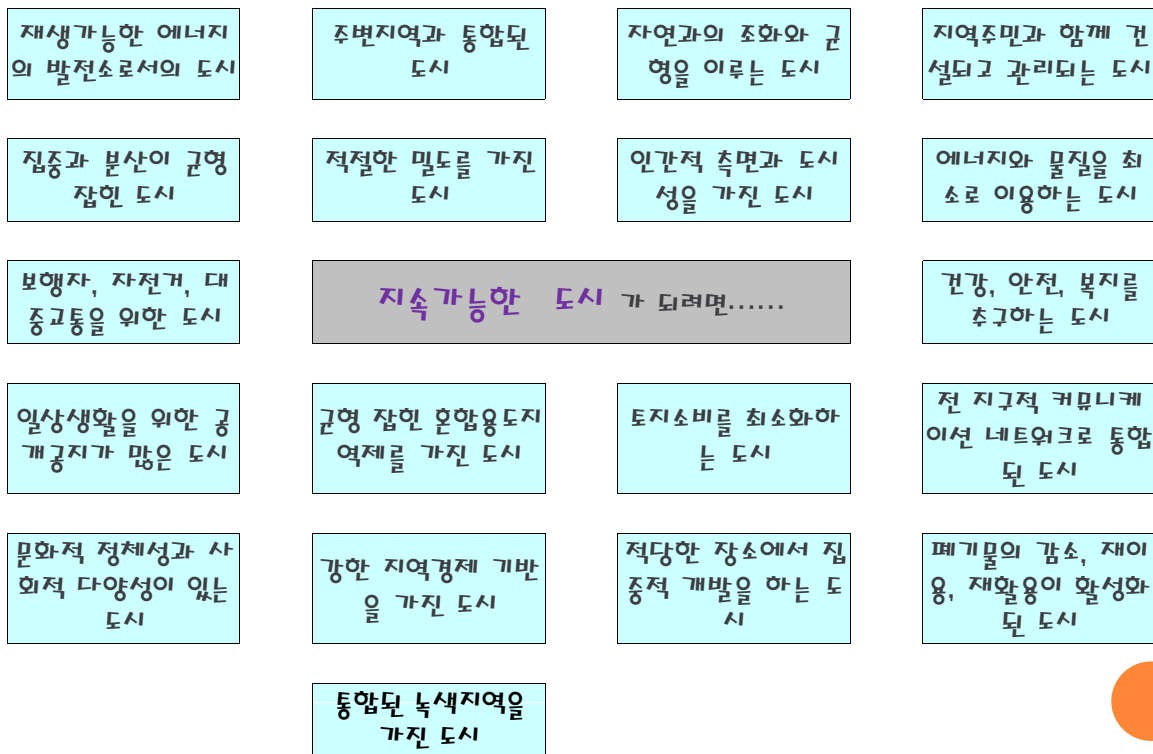 재생가능한 에너지
의 발전소로서의 도시
주변지역과 통합된
도시
자연과의 조화와 균
형을 이루는 도시
지역주민과 함께 건
설되고 관리되는 도시
집중과 분산이 균형
잡힌 도시
적절한 밀도를 가진
도시
인간적 측면과 도시
성을 가진 도시
에너지와 물질을 최
소로 이용하는 도시
보행자, 자전거, 대
중교통을 위한 도시
지속가능한 도시 가 되려면......
건강, 안전, 복지를
추구하는 도시
일상생활을 위한 공
개공지가 많은 도시
균형 잡힌 혼합용도지
역제를 가진 도시
토지소비를 최소화하
는 도시
전 지구적 커뮤니케
이션 네트워크로 통합
된 도시
문화적 정체성과 사
회적 다양성이 있는
도시
강한 지역경제 기반
을 가진 도시
적당한 장소에서 집
중적 개발을 하는 도
시
폐기물의 감소, 재이
용, 재활용이 활성화
된 도시
통합된 녹색지역을
가진 도시